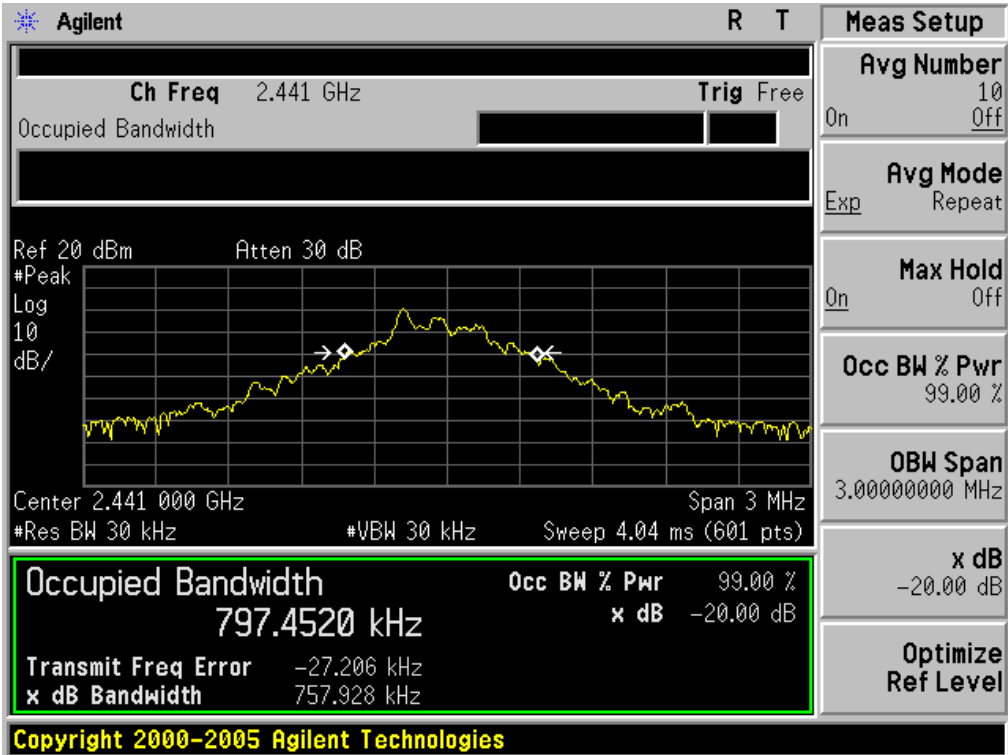 Agilent R T
Ch Freq 2.441 GHz Trig Free
Occupied Bandwidth
Ref 20 dBm Atten 30 dB
#Peak
Log
10
dB/
Center 2.441 000 GHz Span 3 MHz
#Res BW 30 kHz #VBW 30 kHz Sweep 4.04 ms (601 pts)
Occupied Bandwidth Occ BW % Pwr 99.00 %
797.4520 kHz x dB -20.00 dB
Transmit Freq Error -27.206 kHz
x dB Bandwidth 757.928 kHz
Copyright 2000-2005 Agilent Technologies
Meas Setup
Avg Number
10
On Off
Avg Mode
Exp Repeat
Max Hold
On Off
Occ BW % Pwr
99.00 %
OBW Span
3.00000000 MHz
x dB
-20.00 dB
Optimize
Ref Level